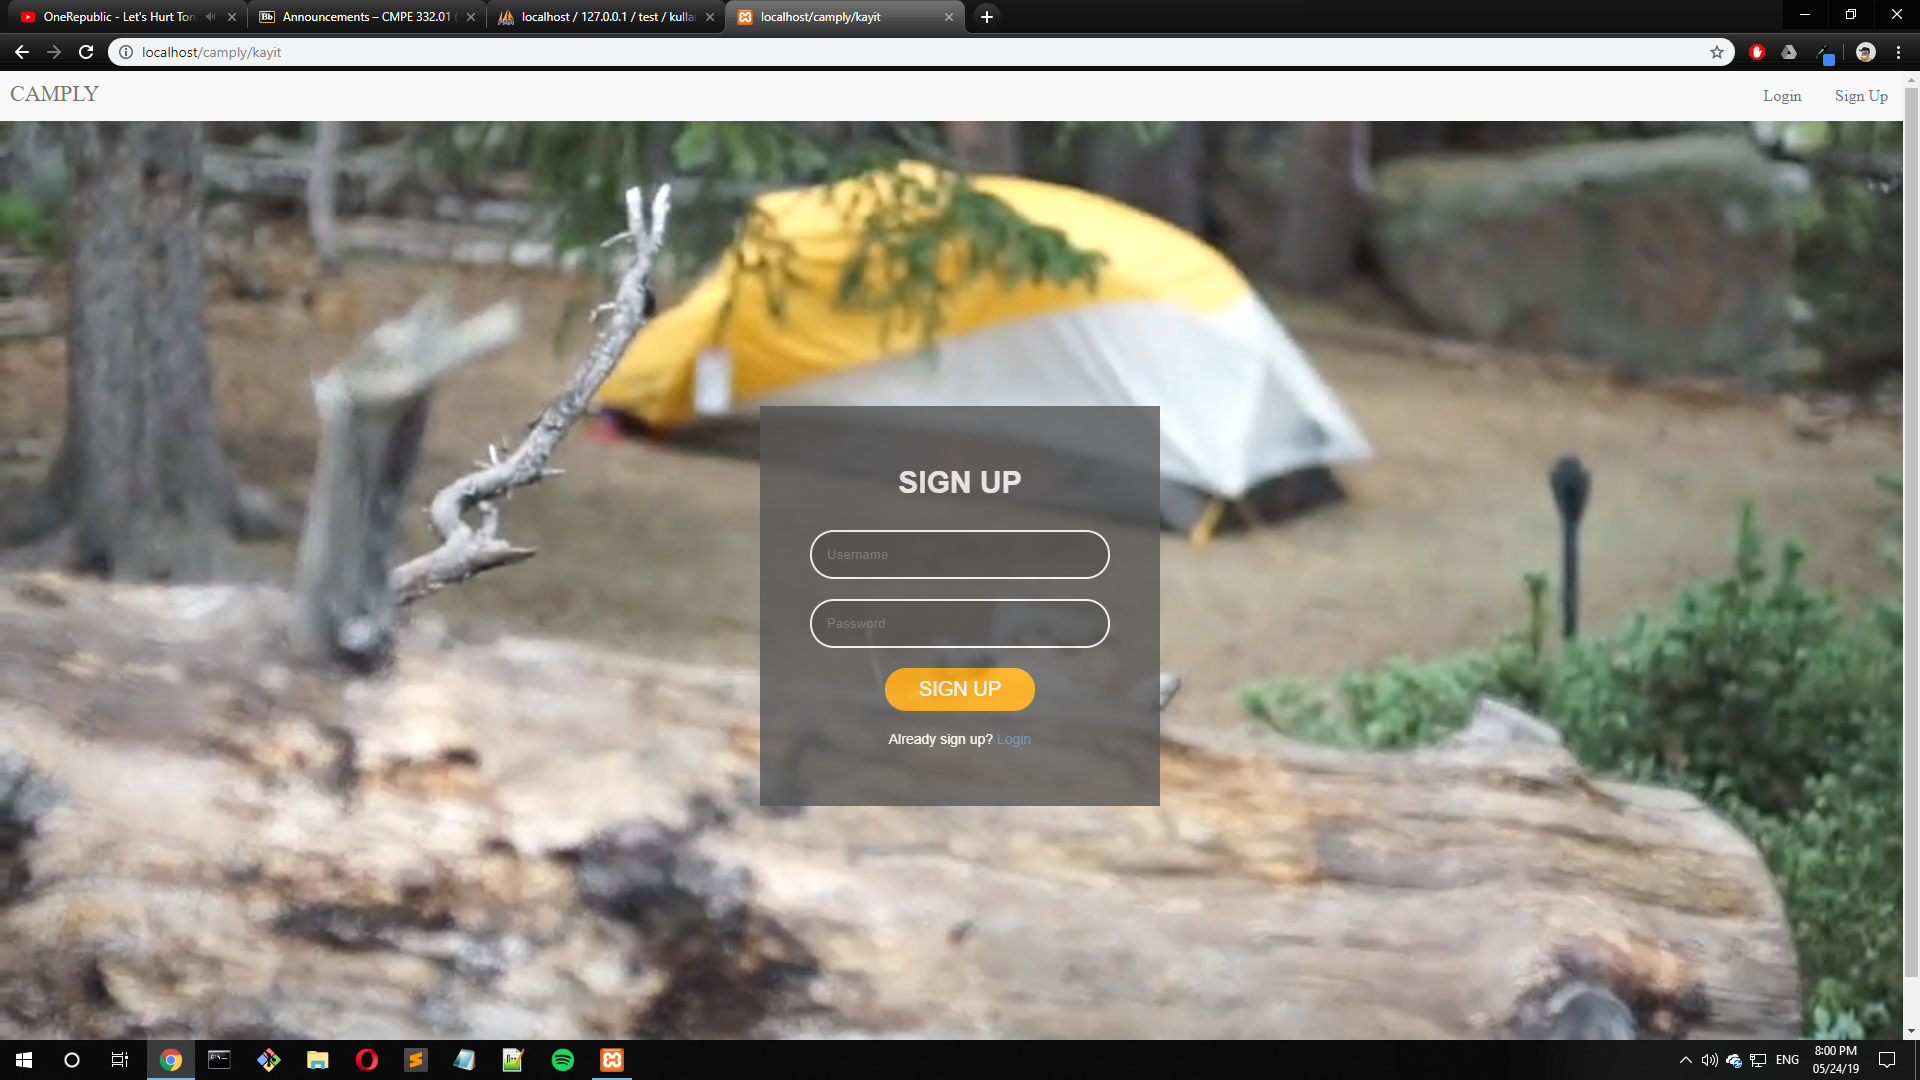 OneRepublic - Let's Hurt Ton
Bb Announcements – CMPE 332.01 (
localhost / 127.0.0.1 / test / kulla
localhost/camply/kayit
localhost/camply/kayit
CAMPLY
Login
Sign Up
SIGN UP
Username
Password
SIGN UP
Already sign up? Login
ENG
8:00 PM
05/24/19